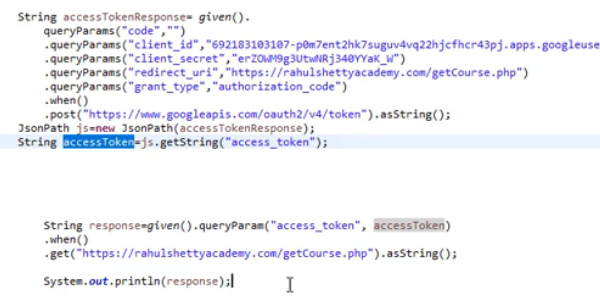 String accessTokenResponse= given().
queryParams("code","")
.queryParams("client_id","692183103107-p0m7ent2hk7suguv4vq22hjcfhcr43pj.apps.googleuse
.queryParams("client_secret","erZOWM9g3UtwNRj340YYaK_W")
.queryParams("redirect_uri","https://rahulshettyacademy.com/getCourse.php")
.queryParams("grant_type","authorization_code")
.when()
.post("https://www.googleapis.com/oauth2/v4/token").asString();
JsonPath js=new JsonPath(accessTokenResponse);
String accessToken=js.getString("access_token");
String response=given().queryParam("access_token", accessToken)
.when()
.get("https://rahulshettyacademy.com/getCourse.php").asString();
System.out.println(response);